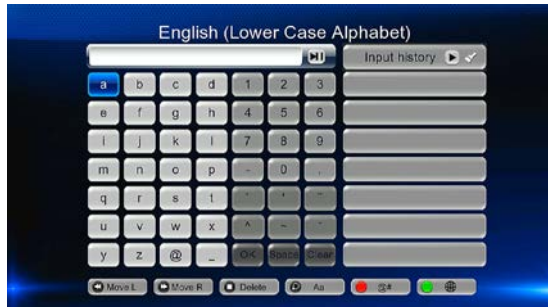 English (Lower Case Alphabet)
Input history
a b c d 1 2 3
e f g h 4 5 6
i j k l 7 8 9
m n o p - 0 .
q r s t
u v w x ^ ~
y z @ _ OK Space Clear
Move L Move R Delete Aa @#